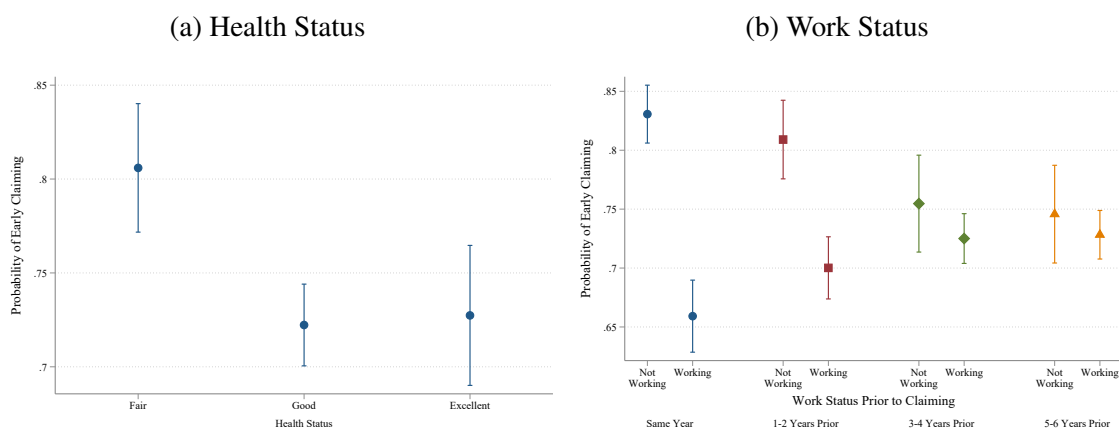 (a) Health Status
.85
.8
.75
.7
Probability of Early Claiming
Fair Good Excellent
Health Status
(b) Work Status
.85
.8
.75
.7
.65
Probability of Early Claiming
Not Working Not Working Not Working Not Working
Working Working Working Working
Work Status Prior to Claiming
Same Year 1-2 Years Prior 3-4 Years Prior 5-6 Years Prior